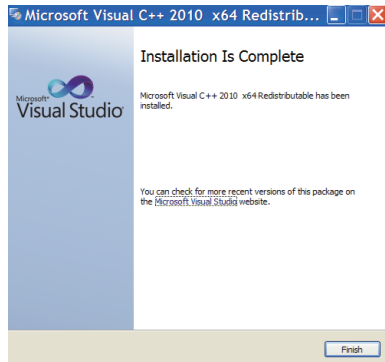 Microsoft Visual C++ 2010 x64 Redistrib...
Installation Is Complete
Microsoft Visual C++ 2010 x64 Redistributable has been
installed.
Microsoft®
Visual Studio®
You can check for more recent versions of this package on
the Microsoft Visual Studio website.
Finish